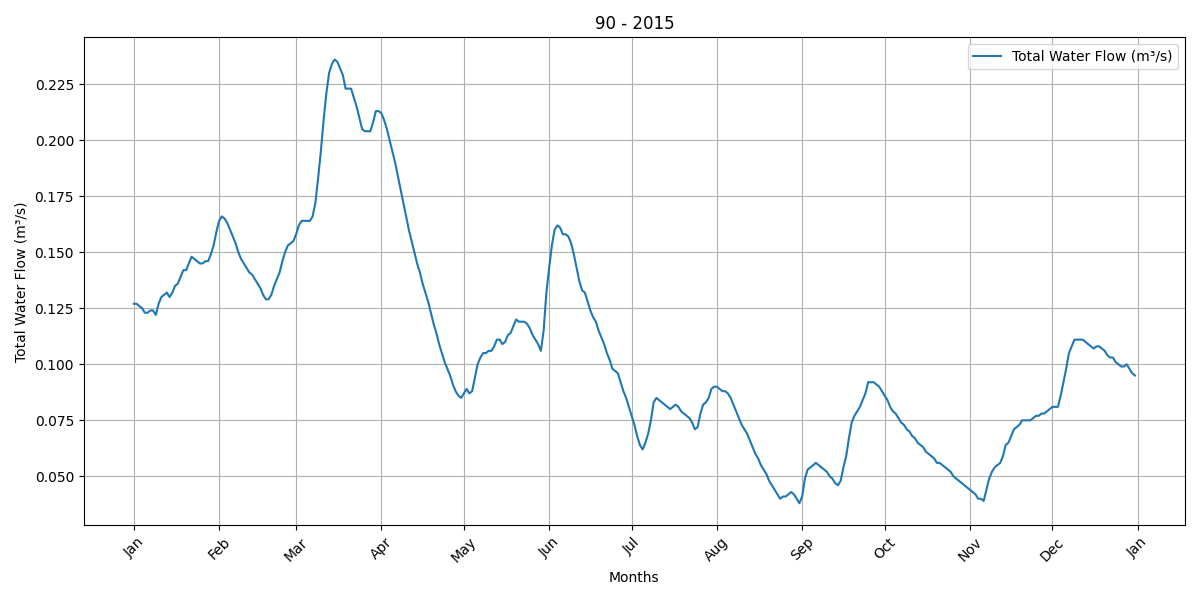 90 - 2015
Total Water Flow (m³/s)
Total Water Flow (m³/s)
0.225
0.200
0.175
0.150
0.125
0.100
0.075
0.050
Jan Feb Mar Apr May Jun Jul Aug Sep Oct Nov Dec Jan
Months